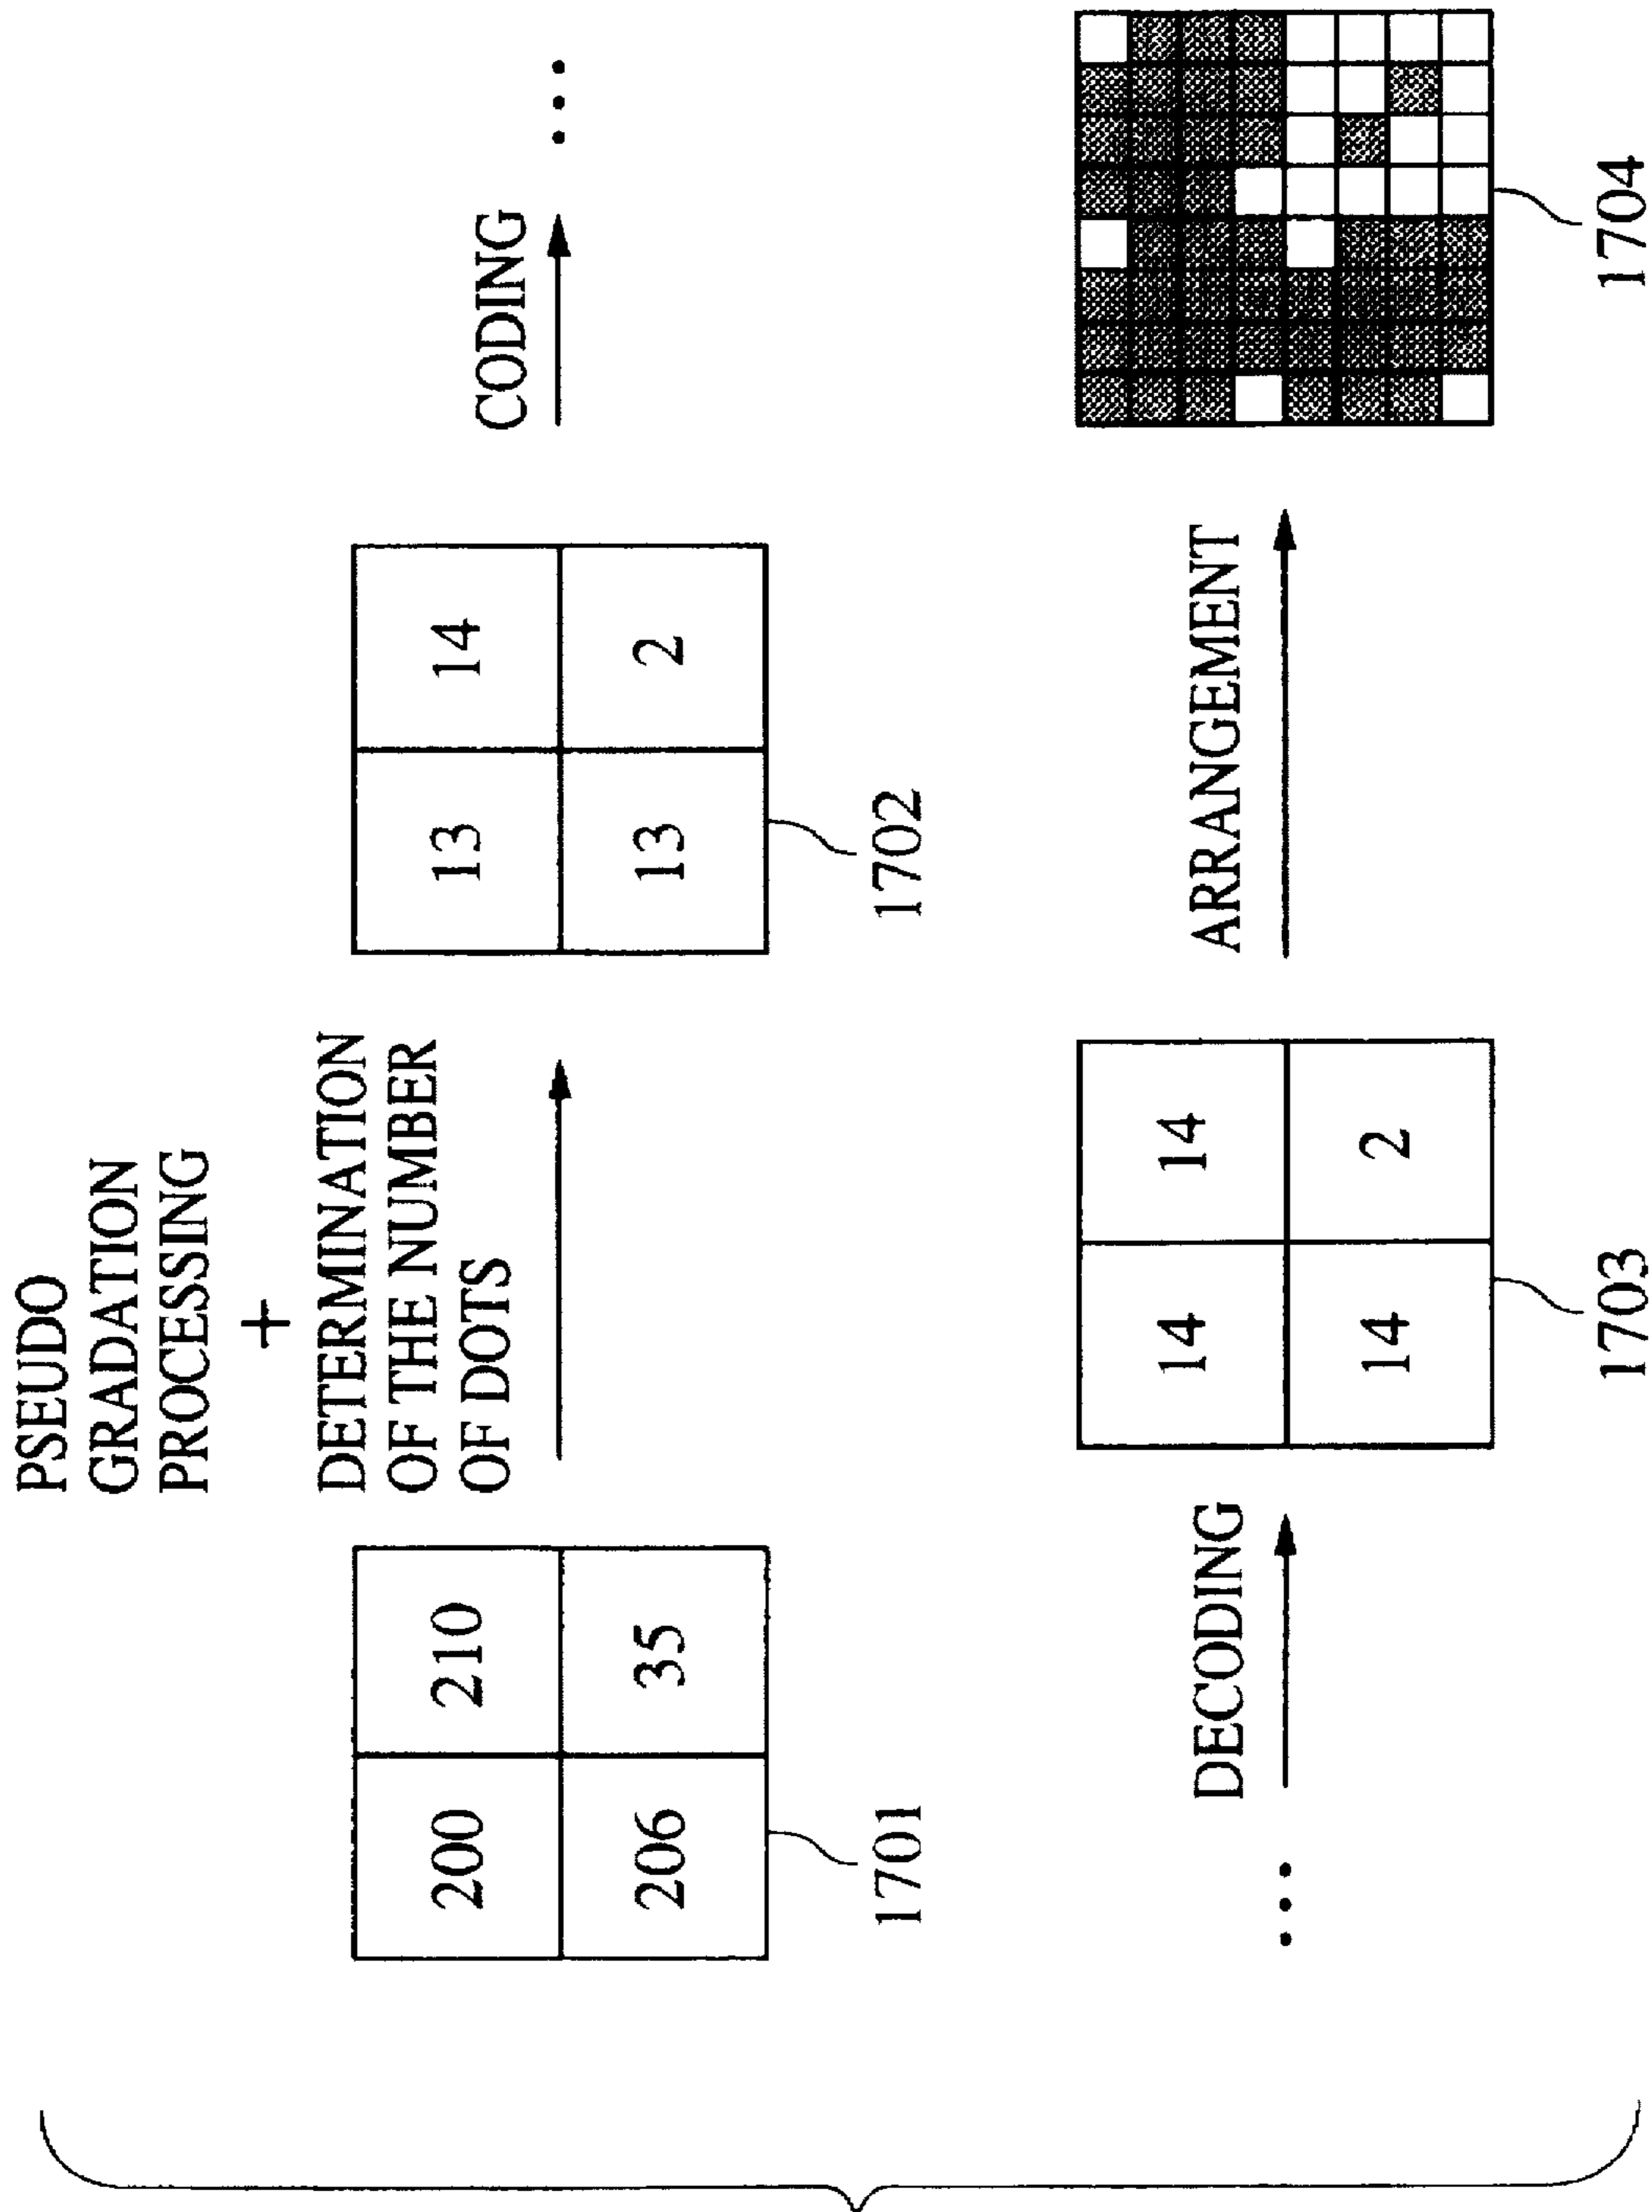 PSEUDO
GRADATION
PROCESSING
+
DETERMINATION
OF THE NUMBER
OF DOTS
200 210
206 35
1701
13 14
13 2
1702
CODING
...
...
DECODING
14 14
14 2
1703
ARRANGEMENT
1704